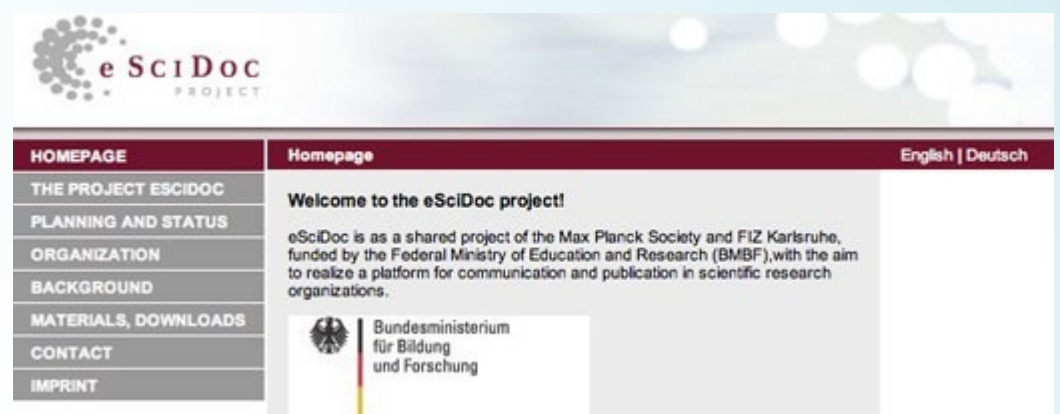 e SciDoc
PROJECT
HOMEPAGE
Homepage
English | Deutsch
THE PROJECT ESCIDOC
PLANNING AND STATUS
ORGANIZATION
BACKGROUND
MATERIALS, DOWNLOADS
CONTACT
IMPRINT
Welcome to the eSciDoc project!
eSciDoc is as a shared project of the Max Planck Society and FIZ Karlsruhe,
funded by the Federal Ministry of Education and Research (BMBF),with the aim
to realize a platform for communication and publication in scientific research
organizations.
Bundesministerium
für Bildung
und Forschung